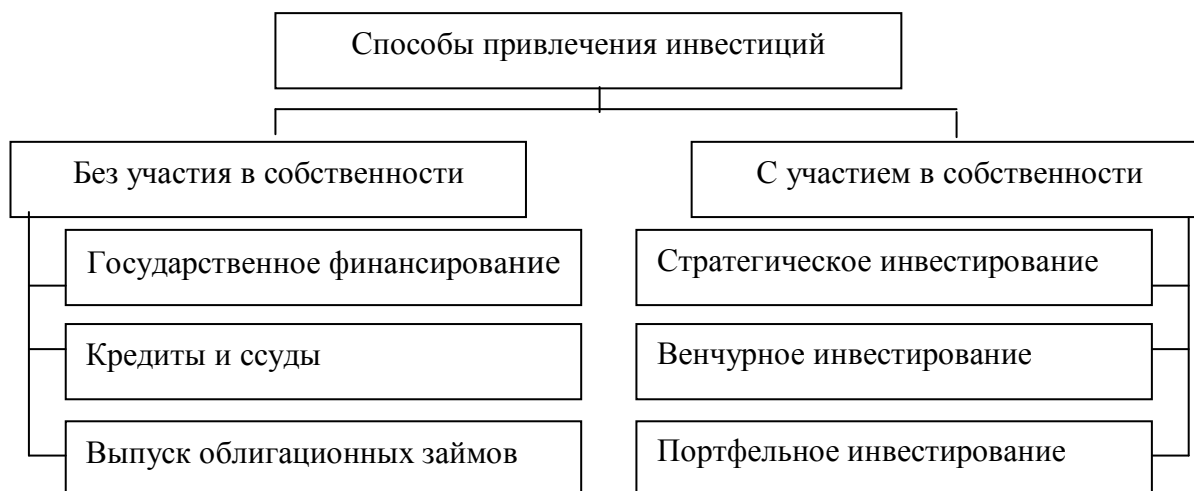 Способы привлечения инвестиций
Без участия в собственности
С участием в собственности
Государственное финансирование
Стратегическое инвестирование
Кредиты и ссуды
Венчурное инвестирование
Выпуск облигационных займов
Портфельное инвестирование